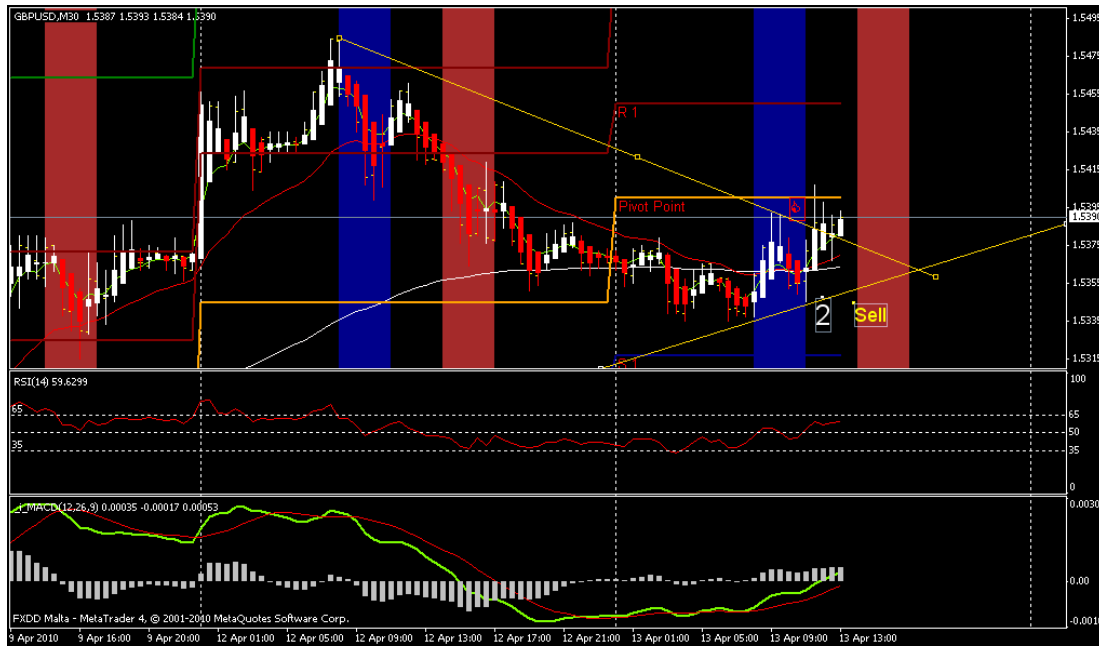 GBPUSD,M30 1.5387 1.5393 1.5384 1.5390
1.5495
1.5475
1.5455
1.5435
1.5415
1.5395
1.5390
1.5375
1.5355
1.5335
1.5315
R 1
Pivot Point
6
2
Sell
S 1
RSI(14) 59.6299
65
35
100
65
50
35
0
MACD(12,26,9) 0.00035 -0.00017 0.00053
0.0030
0.00
-0.0016
FXDD Malta - MetaTrader 4, © 2001-2010 MetaQuotes Software Corp.
9 Apr 2010 9 Apr 16:00 9 Apr 20:00 12 Apr 01:00 12 Apr 05:00 12 Apr 09:00 12 Apr 13:00 12 Apr 17:00 12 Apr 21:00 13 Apr 01:00 13 Apr 05:00 13 Apr 09:00 13 Apr 13:00